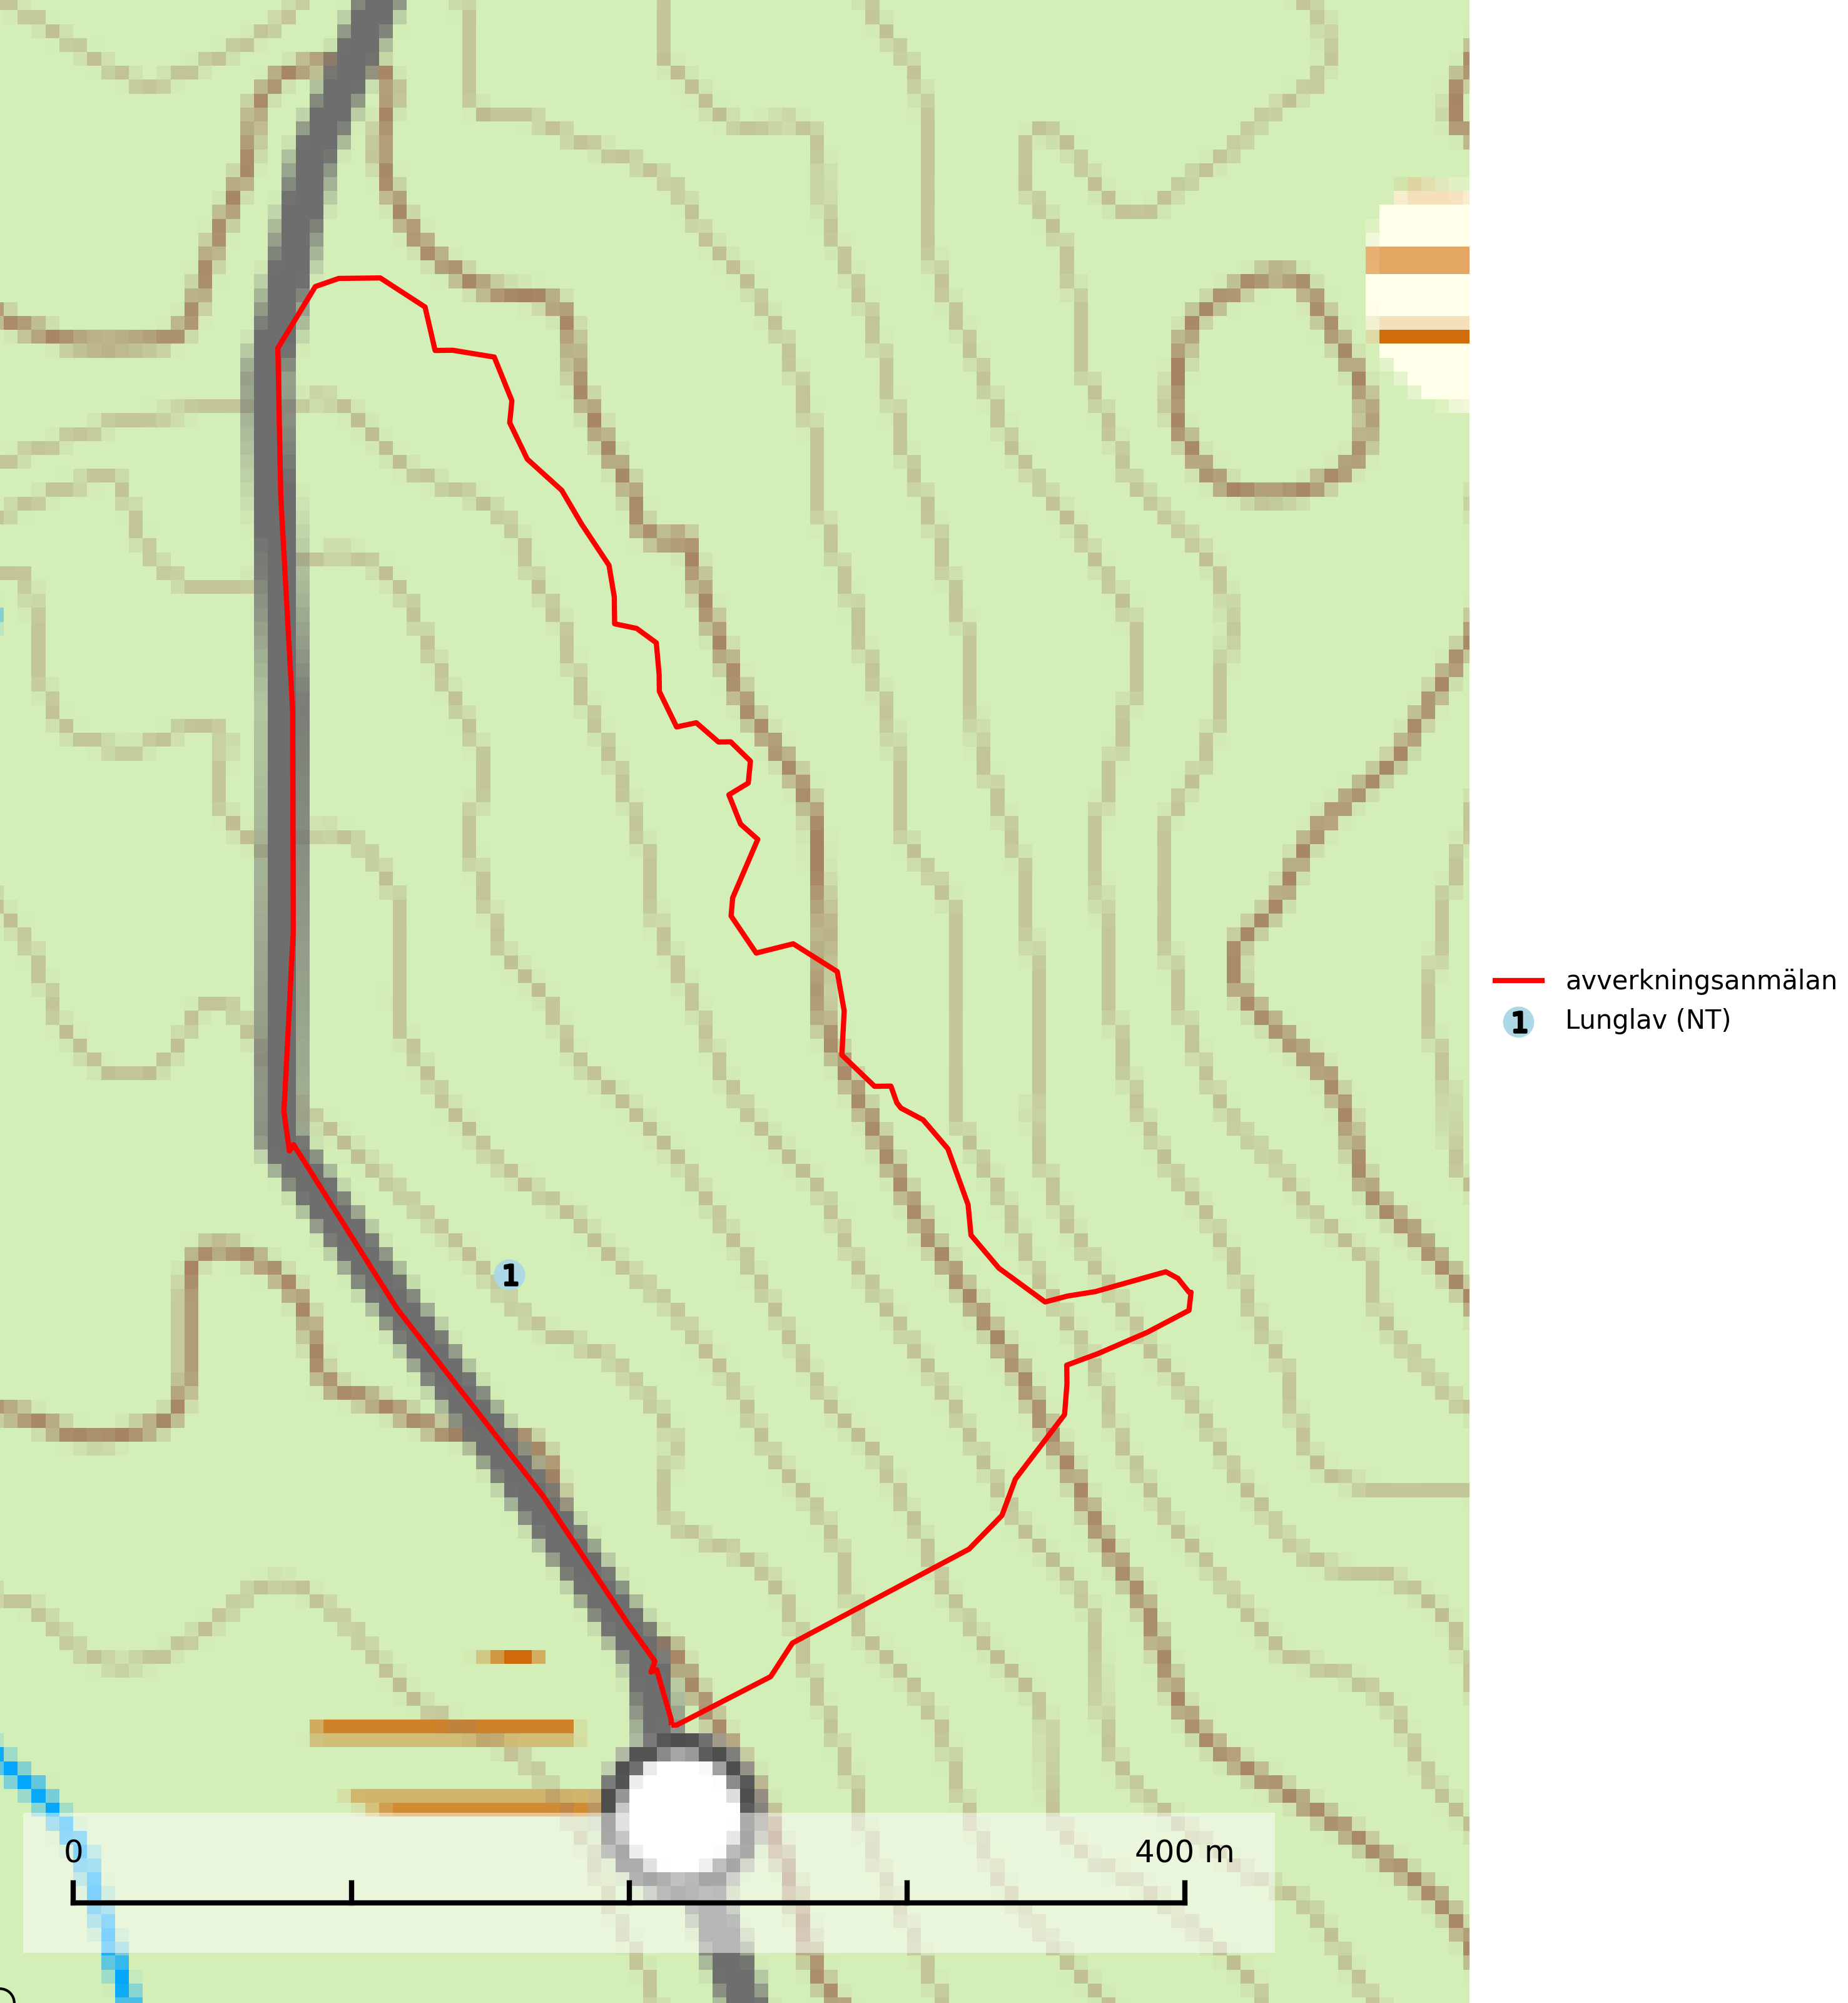 avverkningsanmälan
1 Lunglav (NT)
1
0 400 m